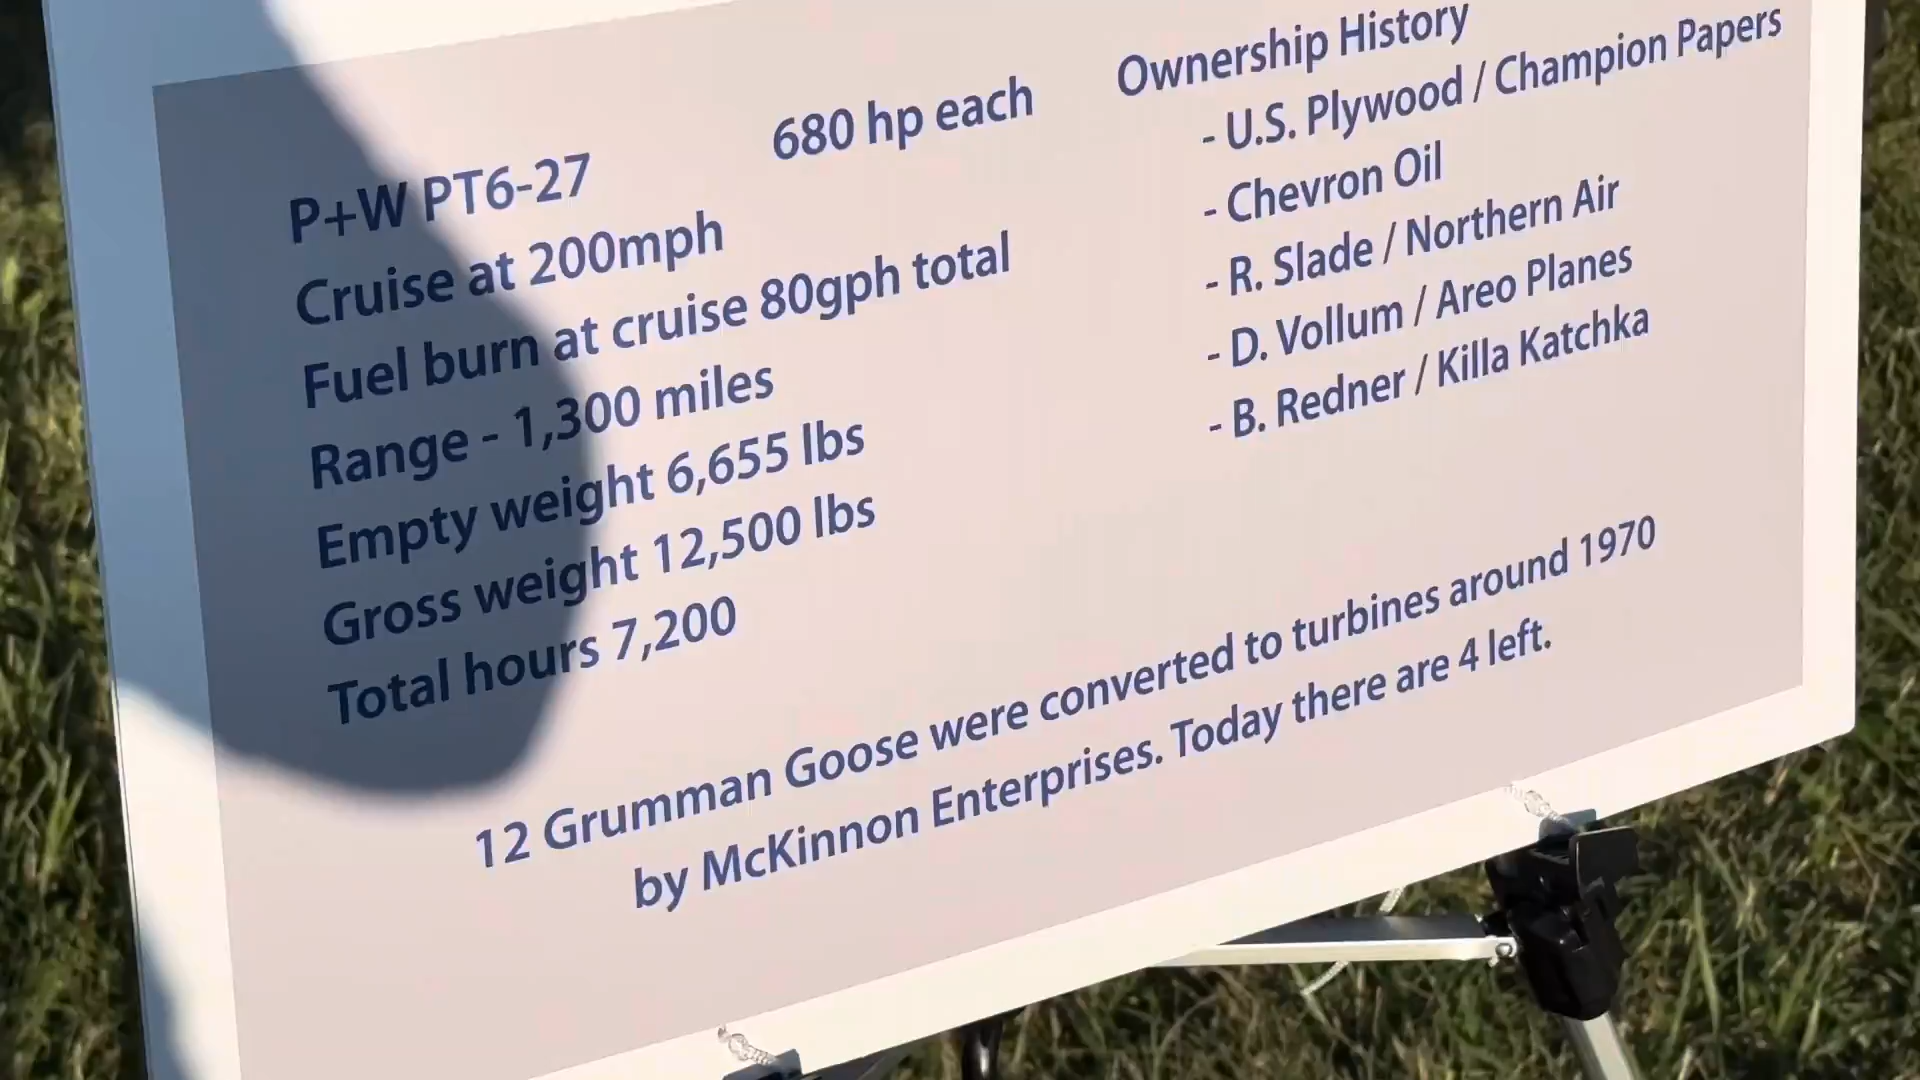 P+W PT6-27 680 hp each
Cruise at 200mph
Fuel burn at cruise 80gph total
Range - 1,300 miles
Empty weight 6,655 lbs
Gross weight 12,500 lbs
Total hours 7,200
Ownership History
- U.S. Plywood / Champion Papers
- Chevron Oil
- R. Slade / Northern Air
- D. Vollum / Areo Planes
- B. Redner / Killa Katchka
12 Grumman Goose were converted to turbines around 1970
by McKinnon Enterprises. Today there are 4 left.